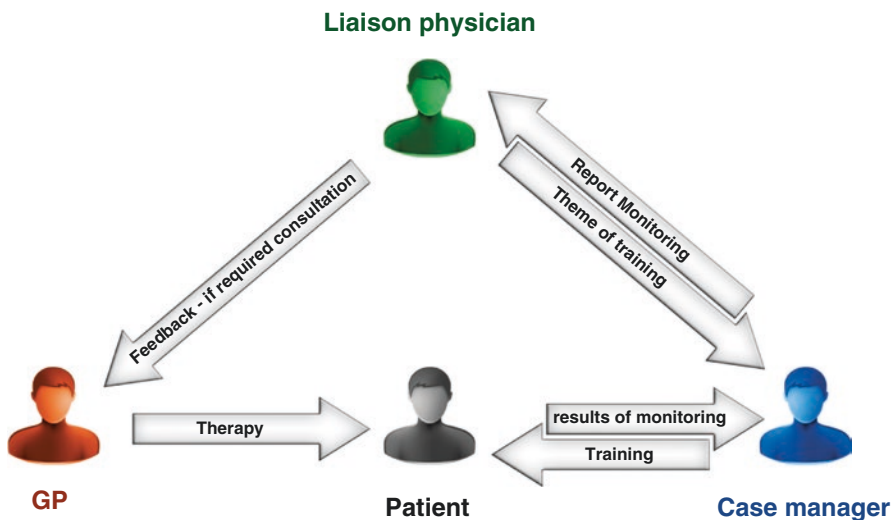 Liaison physician
Feedback - if required consultation
Report Monitoring
Theme of training
Therapy
results of monitoring
Training
GP
Patient
Case manager